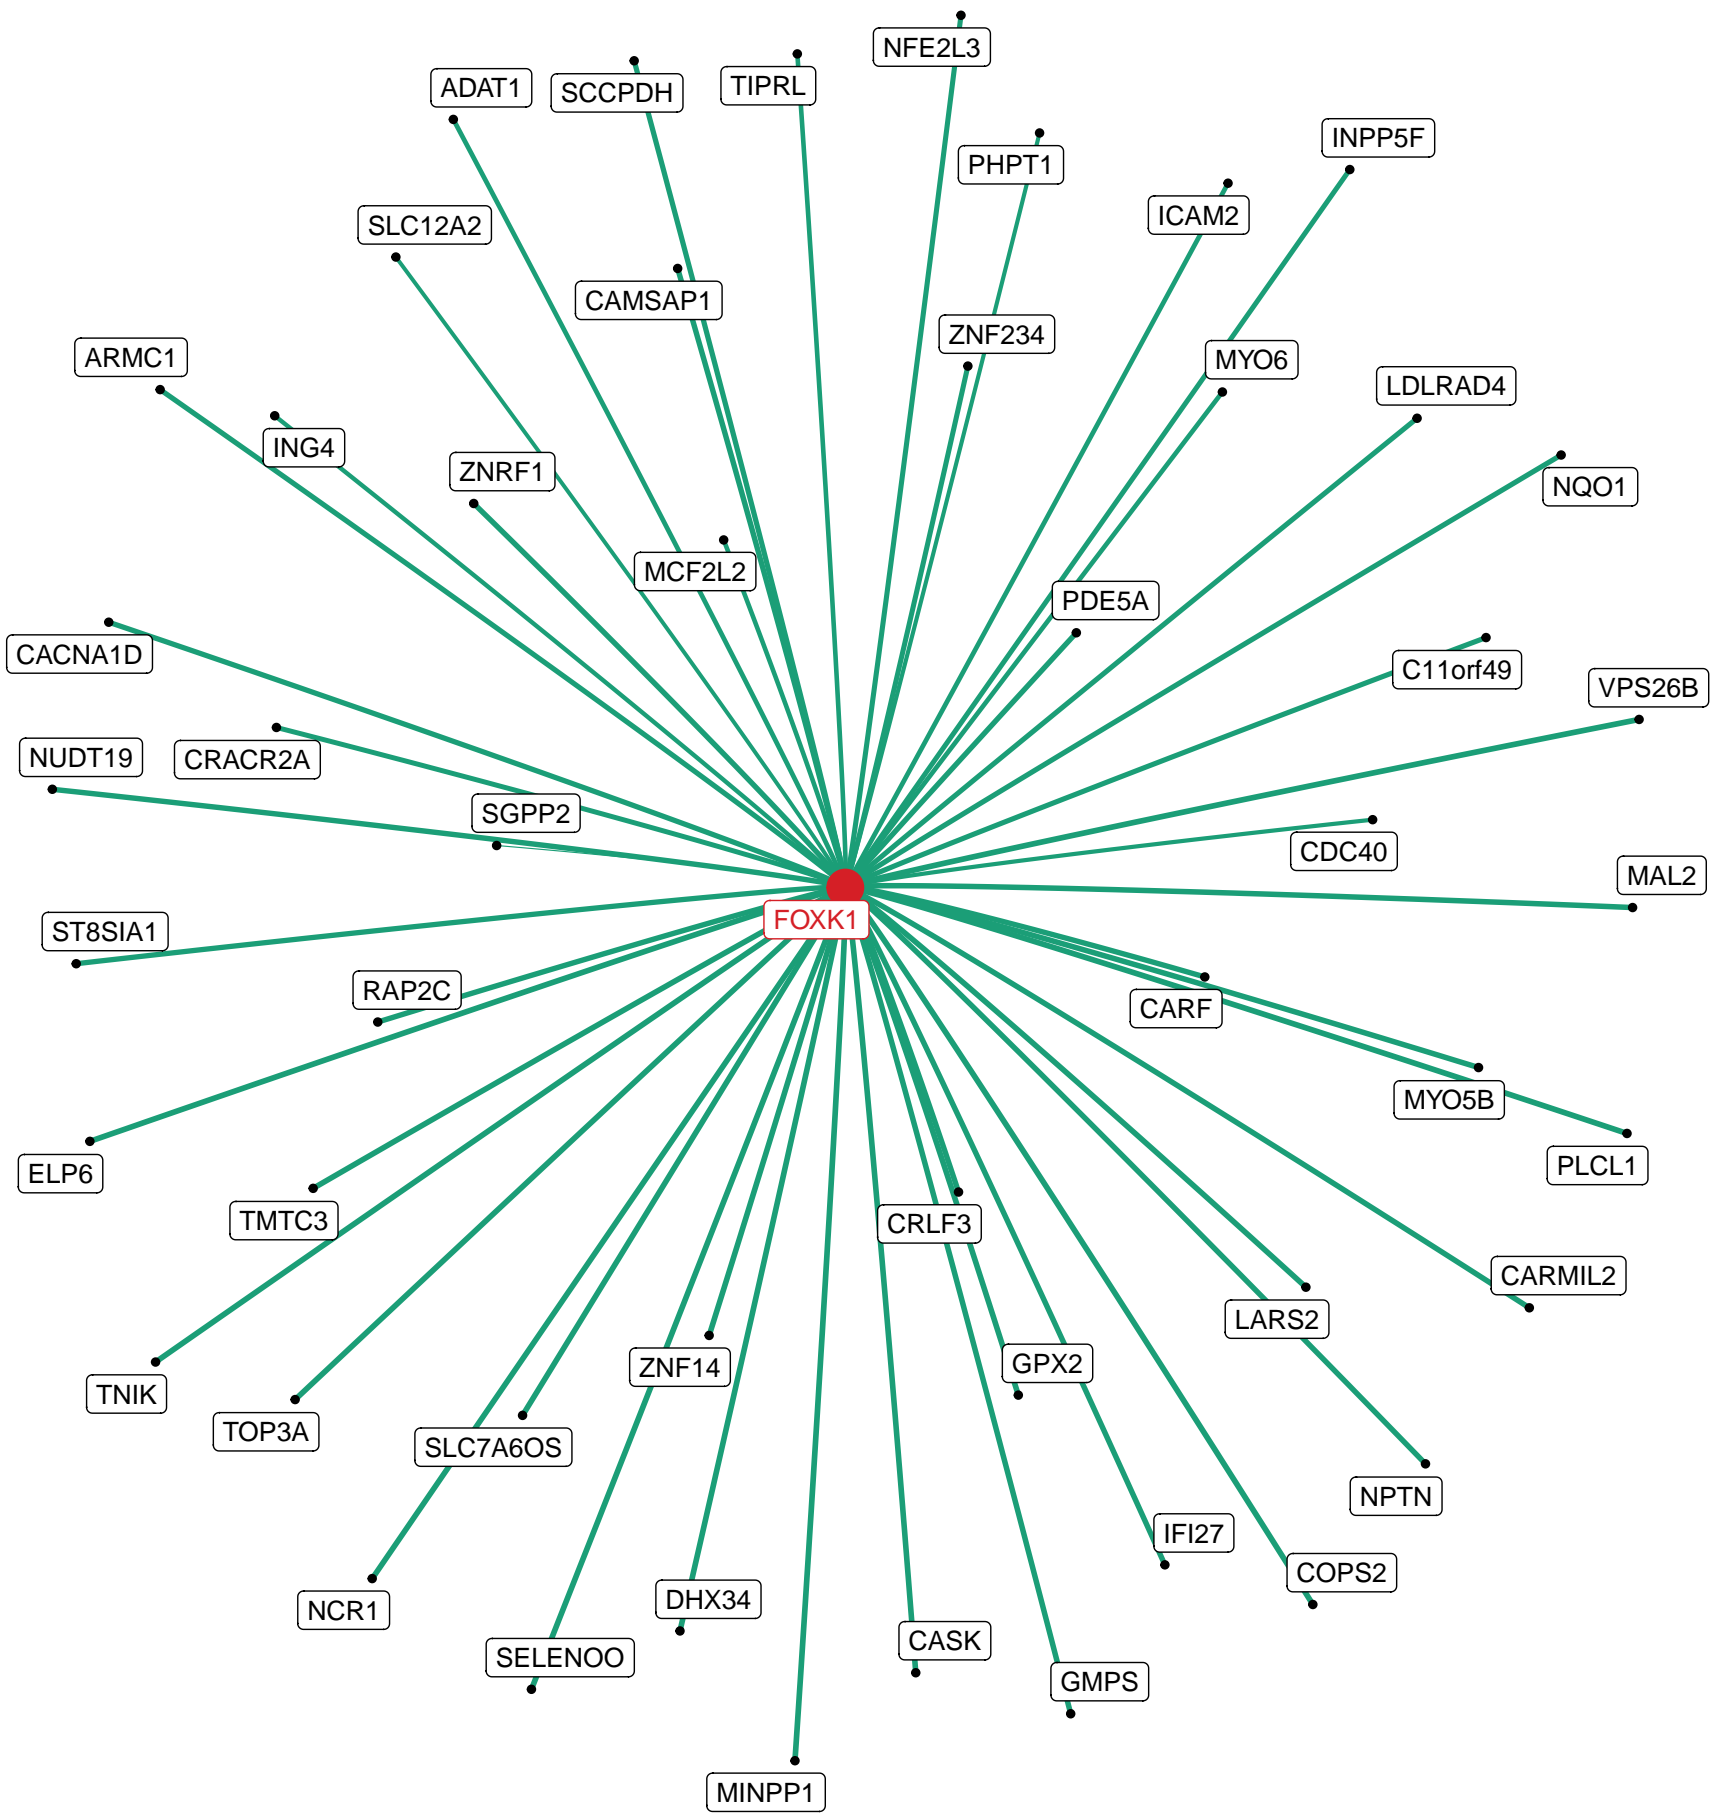 NFE2L3
ADAT1
SCCPDH
TIPRL
INPP5F
PHPT1
ICAM2
SLC12A2
CAMSAP1
ZNF234
ARMC1
MYO6
LDLRAD4
ING4
ZNRF1
NQO1
MCF2L2
PDE5A
CACNA1D
C11orf49
VPS26B
NUDT19
CRACR2A
SGPP2
CDC40
MAL2
FOXK1
ST8SIA1
RAP2C
CARF
MYO5B
PLCL1
ELP6
TMTC3
CRLF3
CARMIL2
LARS2
GPX2
ZNF14
TNIK
TOP3A
SLC7A6OS
NPTN
IFI27
COPS2
DHX34
NCR1
CASK
SELENOO
GMPS
MINPP1